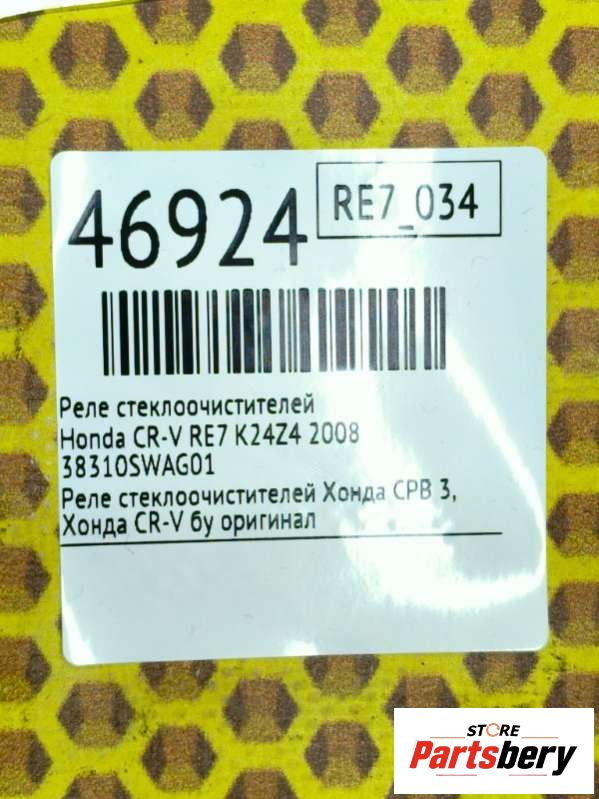 46924
RE7_034
Реле стеклоочистителей
Honda CR-V RE7 K24Z4 2008
38310SWAG01
Реле стеклоочистителей Хонда СРВ 3,
Хонда CR-V бу оригинал
STORE
Partsbery